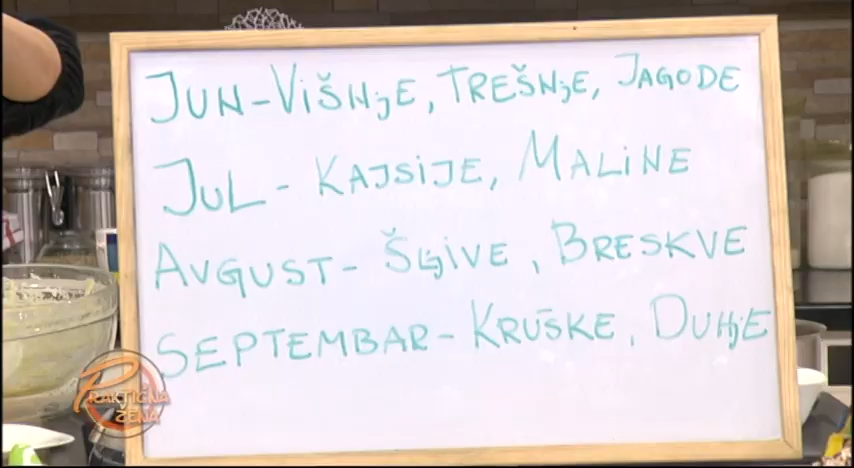 JUN-VIŠNJE, TREŠNJE, JAGODE
JUL- KAJSIJE, MALINE
AVGUST- ŠLJIVE, BRESKVE
SEPTEMBAR- KRUŠKE, DUNJE
PRAKTIČNA
ŽENA